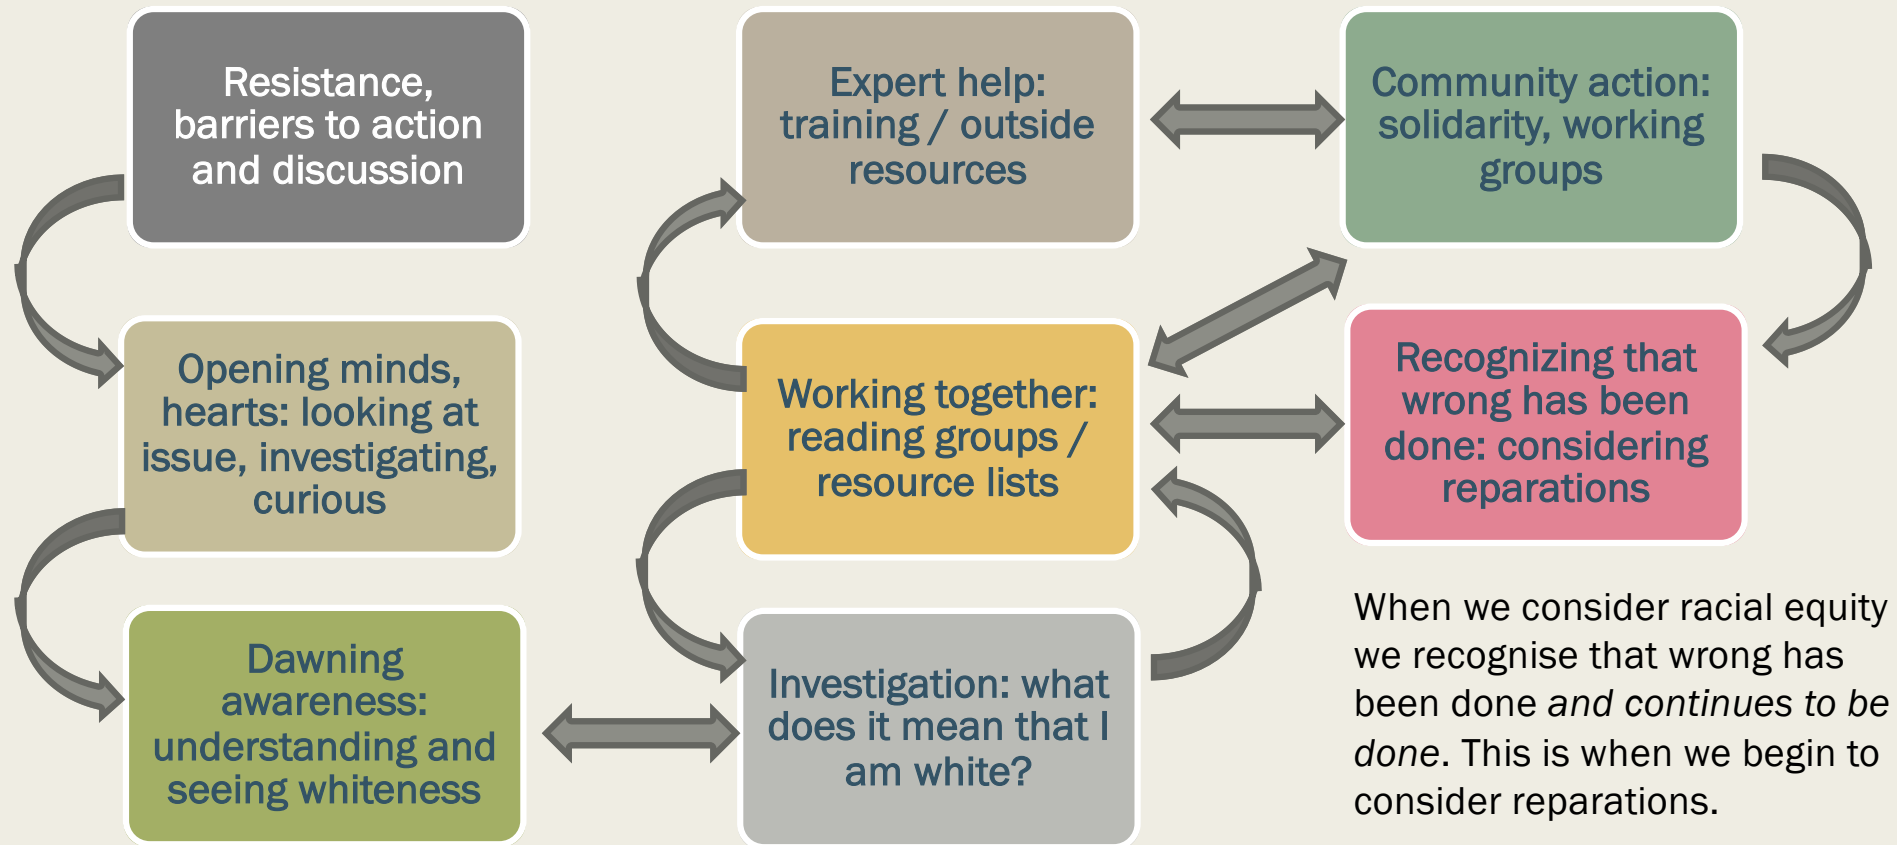 Resistance,
barriers to action
and discussion
Opening minds,
hearts: looking at
issue, investigating,
curious
Dawning
awareness:
understanding and
seeing whiteness
Expert help:
training / outside
resources
Working together:
reading groups /
resource lists
Investigation: what
does it mean that I
am white?
Community action:
solidarity, working
groups
Recognizing that
wrong has been
done: considering
reparations
When we consider racial equity
we recognise that wrong has
been done and continues to be
done. This is when we begin to
consider reparations.